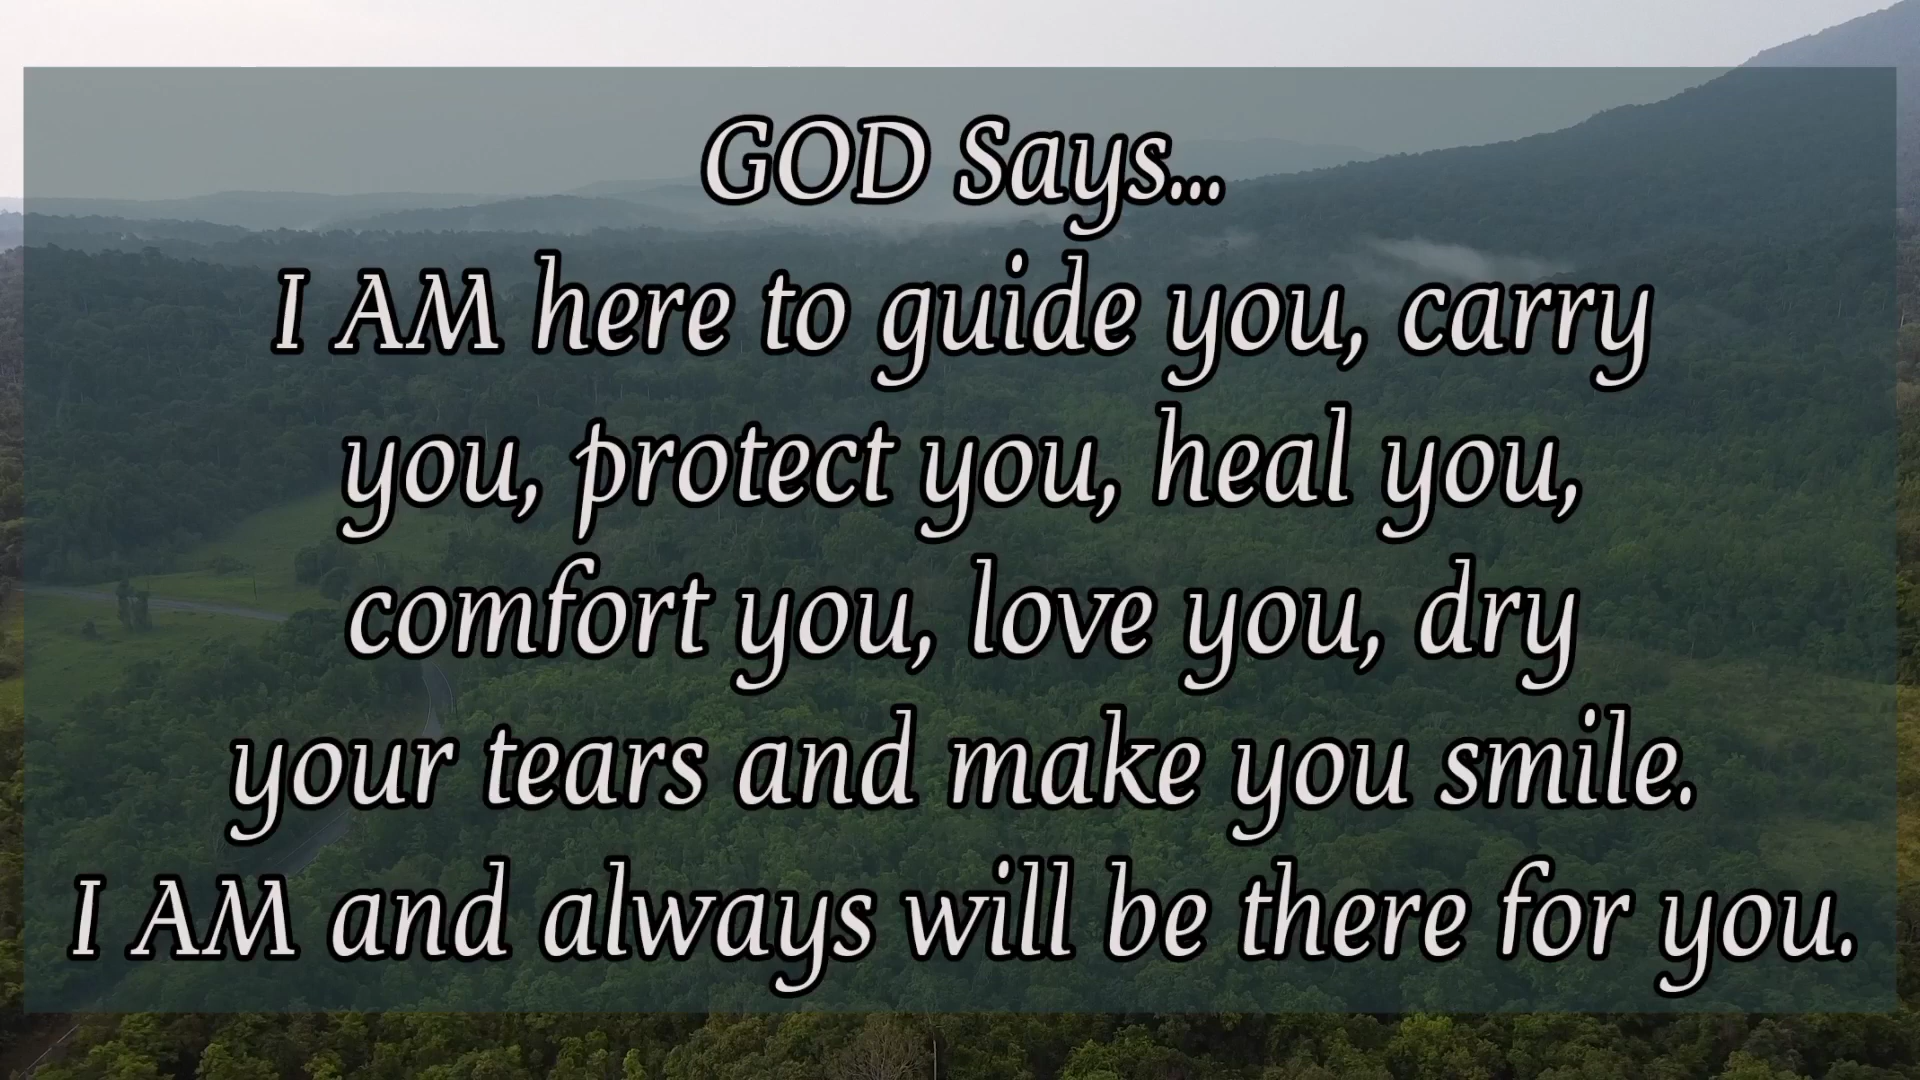 GOD Says...
I AM here to guide you, carry
you, protect you, heal you,
comfort you, love you, dry
your tears and make you smile.
I AM and always will be there for you.